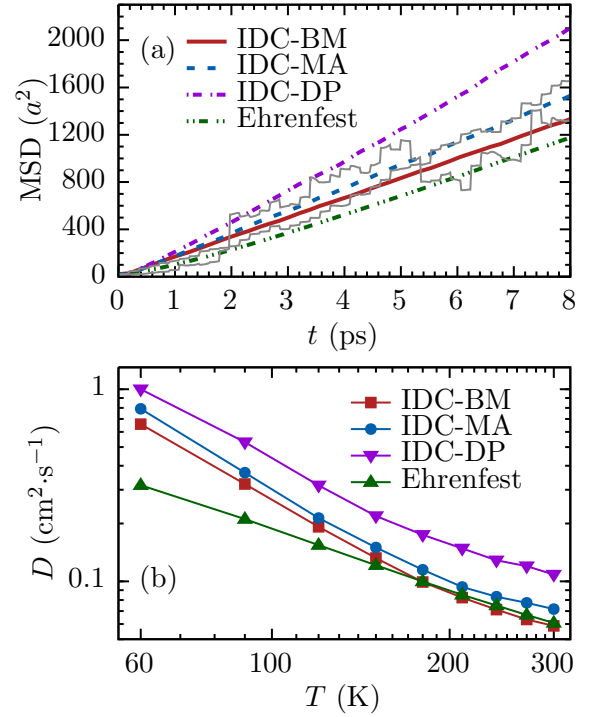 (a)
IDC-BM
IDC-MA
IDC-DP
Ehrenfest
MSD (a²)
2000
1600
1200
800
400
0
0 1 2 3 4 5 6 7 8
t (ps)
IDC-BM
IDC-MA
IDC-DP
Ehrenfest
D (cm²·s⁻¹)
1
0.1
(b)
60 100 200 300
T (K)